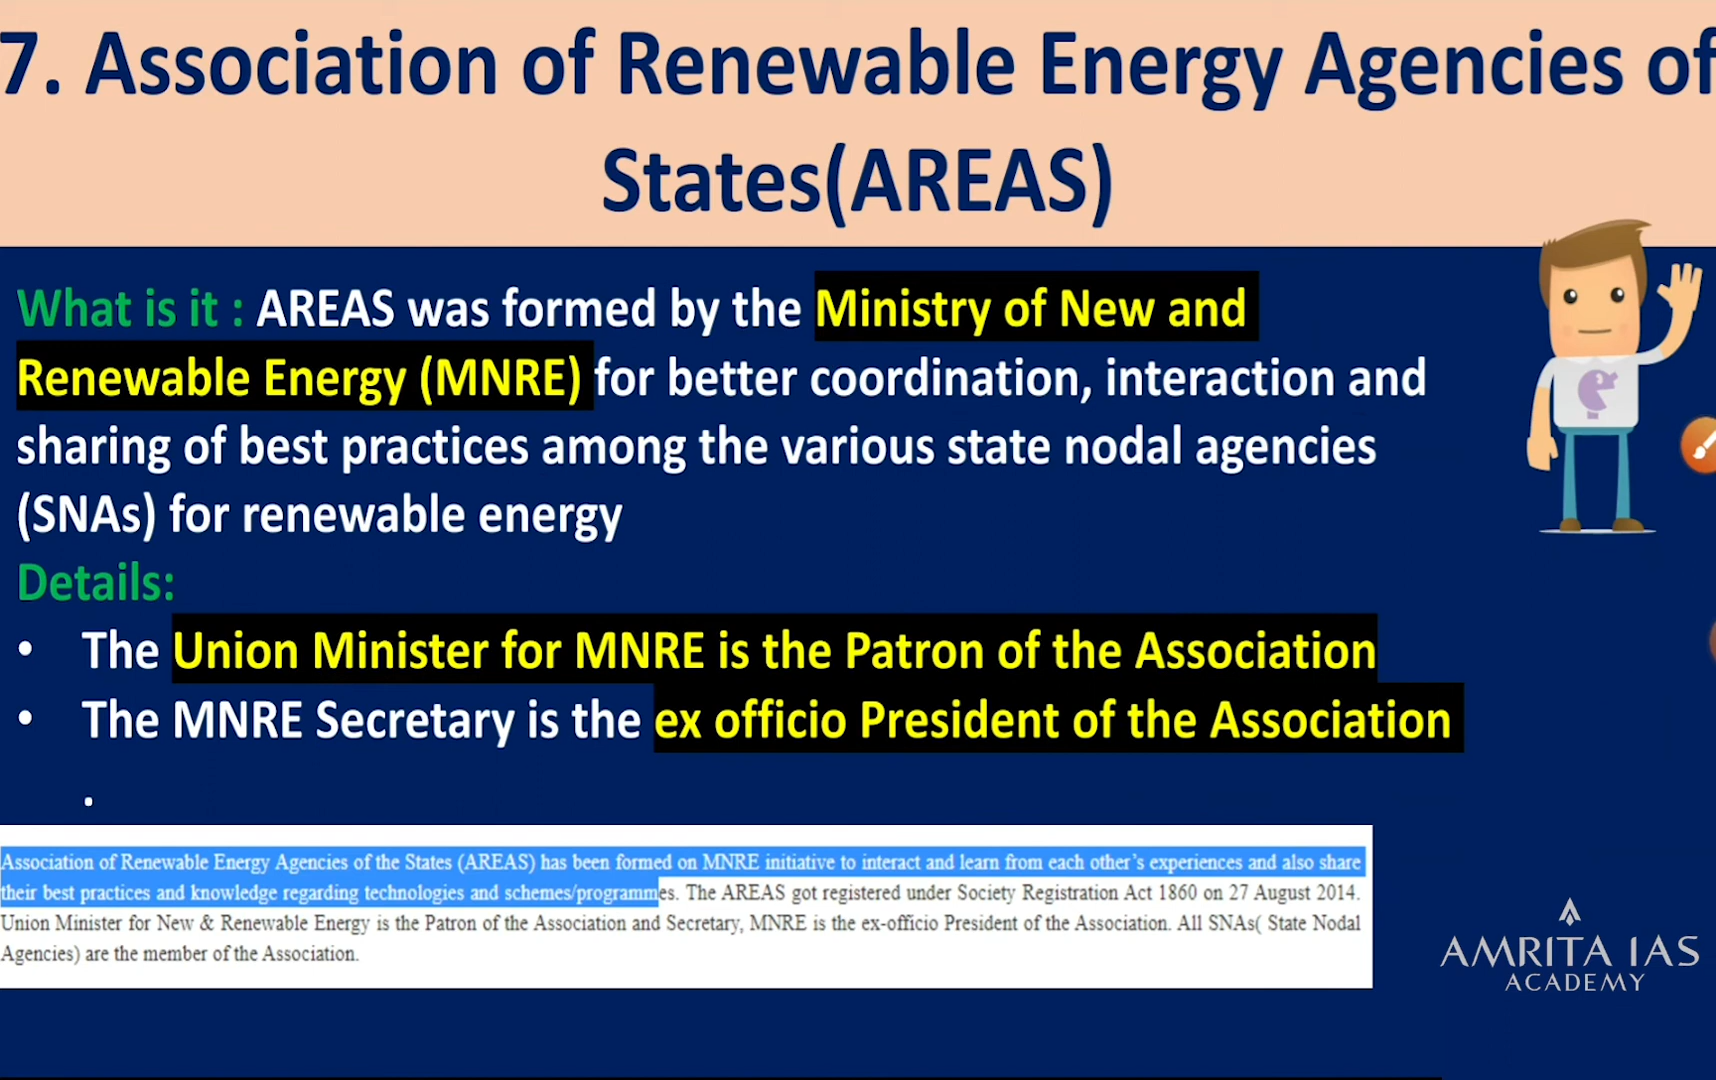 7. Association of Renewable Energy Agencies of
States(AREAS)
What is it : AREAS was formed by the Ministry of New and
Renewable Energy (MNRE) for better coordination, interaction and
sharing of best practices among the various state nodal agencies
(SNAs) for renewable energy
Details:
• The Union Minister for MNRE is the Patron of the Association
• The MNRE Secretary is the ex officio President of the Association
.
Association of Renewable Energy Agencies of the States (AREAS) has been formed on MNRE initiative to interact and learn from each other's experiences and also share
their best practices and knowledge regarding technologies and schemes/programmes. The AREAS got registered under Society Registration Act 1860 on 27 August 2014.
Union Minister for New & Renewable Energy is the Patron of the Association and Secretary, MNRE is the ex-officio President of the Association. All SNAs( State Nodal
Agencies) are the member of the Association.
AMRITA IAS
ACADEMY